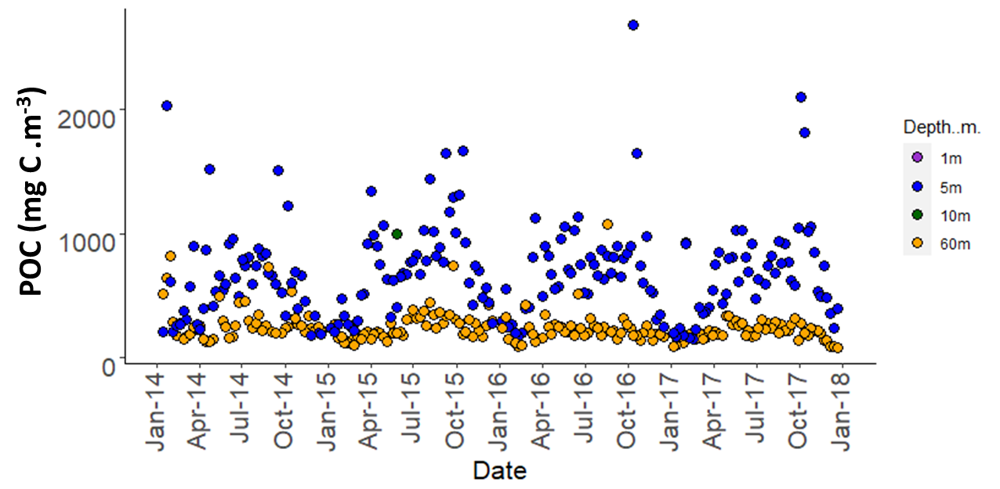 POC (mg C .m-3)
2000
1000
0
Jan-14
Apr-14
Jul-14
Oct-14
Jan-15
Apr-15
Jul-15
Oct-15
Jan-16
Apr-16
Jul-16
Oct-16
Jan-17
Apr-17
Jul-17
Oct-17
Jan-18
Date
Depth..m.
1m
5m
10m
60m